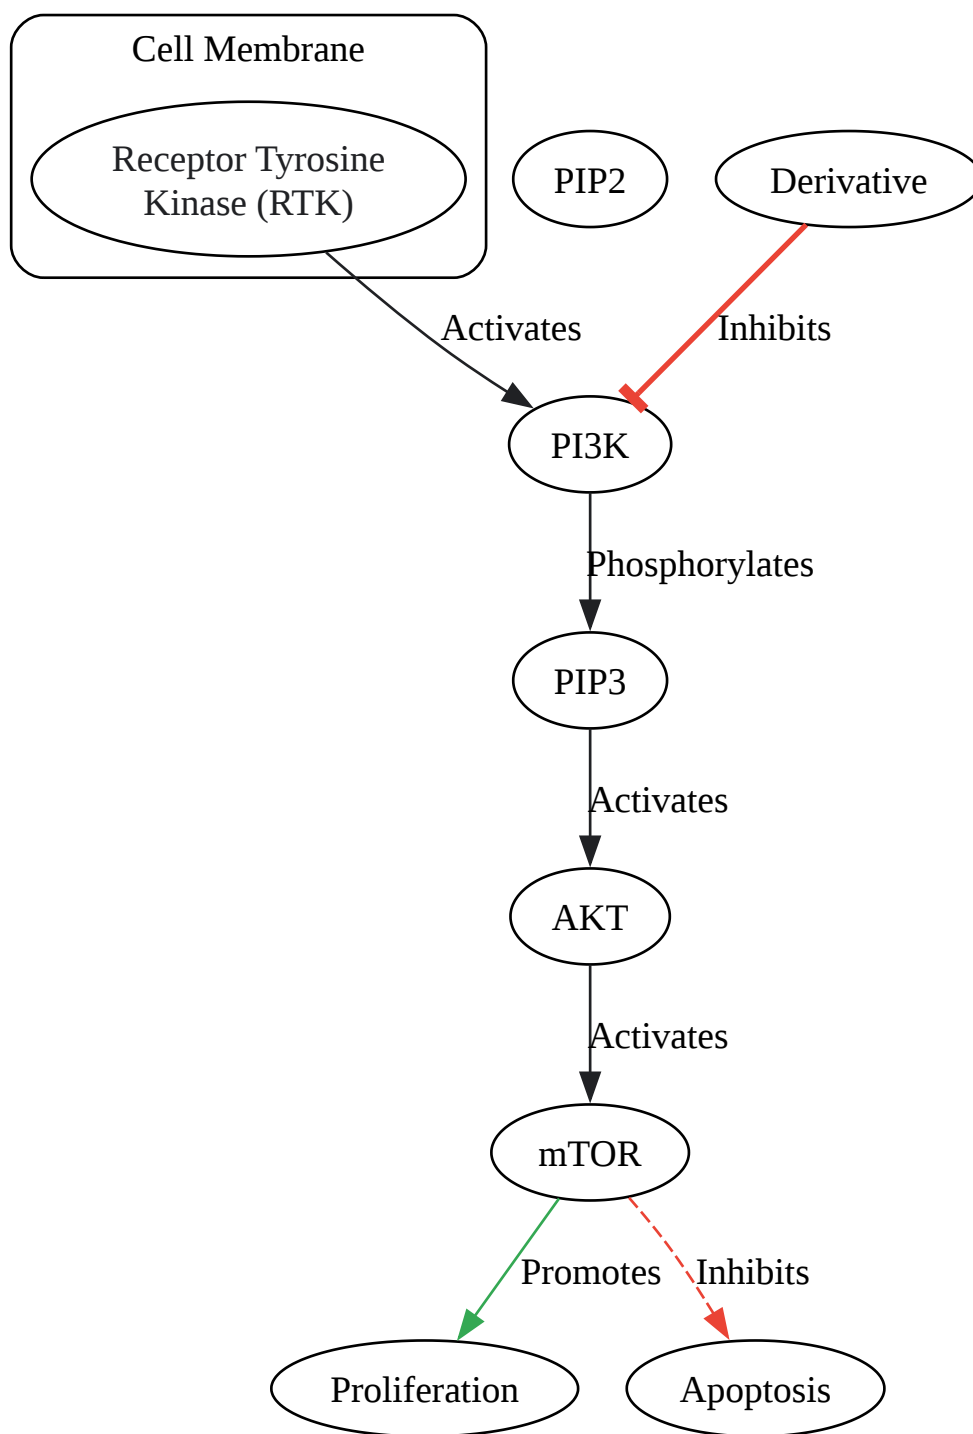 Cell Membrane
Receptor Tyrosine
Kinase (RTK)
PIP2
Derivative
Activates
Inhibits
PI3K
Phosphorylates
PIP3
Activates
AKT
Activates
mTOR
Promotes
Inhibits
Proliferation
Apoptosis